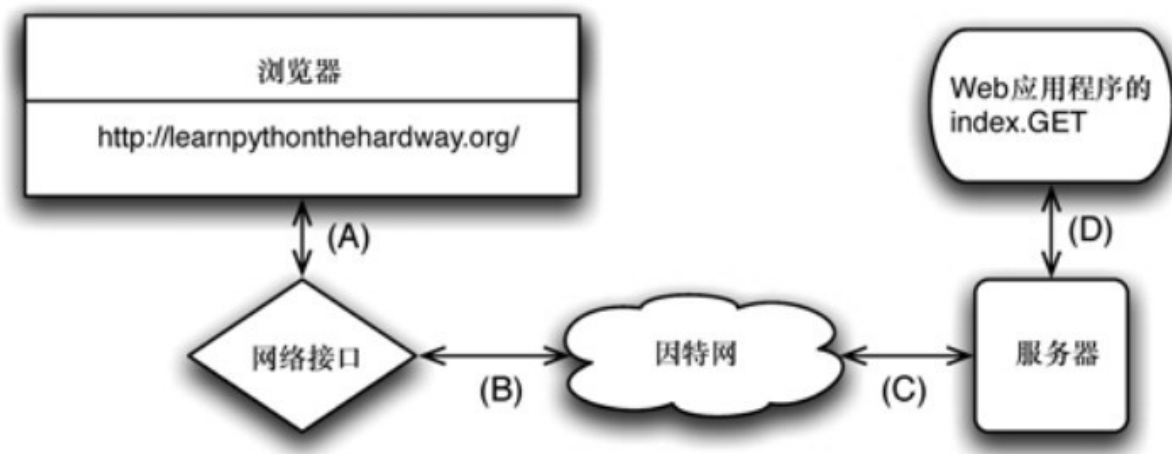 浏览器
http://learnpythonthehardway.org/
Web应用程序的
index.GET
(A)
(D)
网络接口
因特网
服务器
(B)
(C)